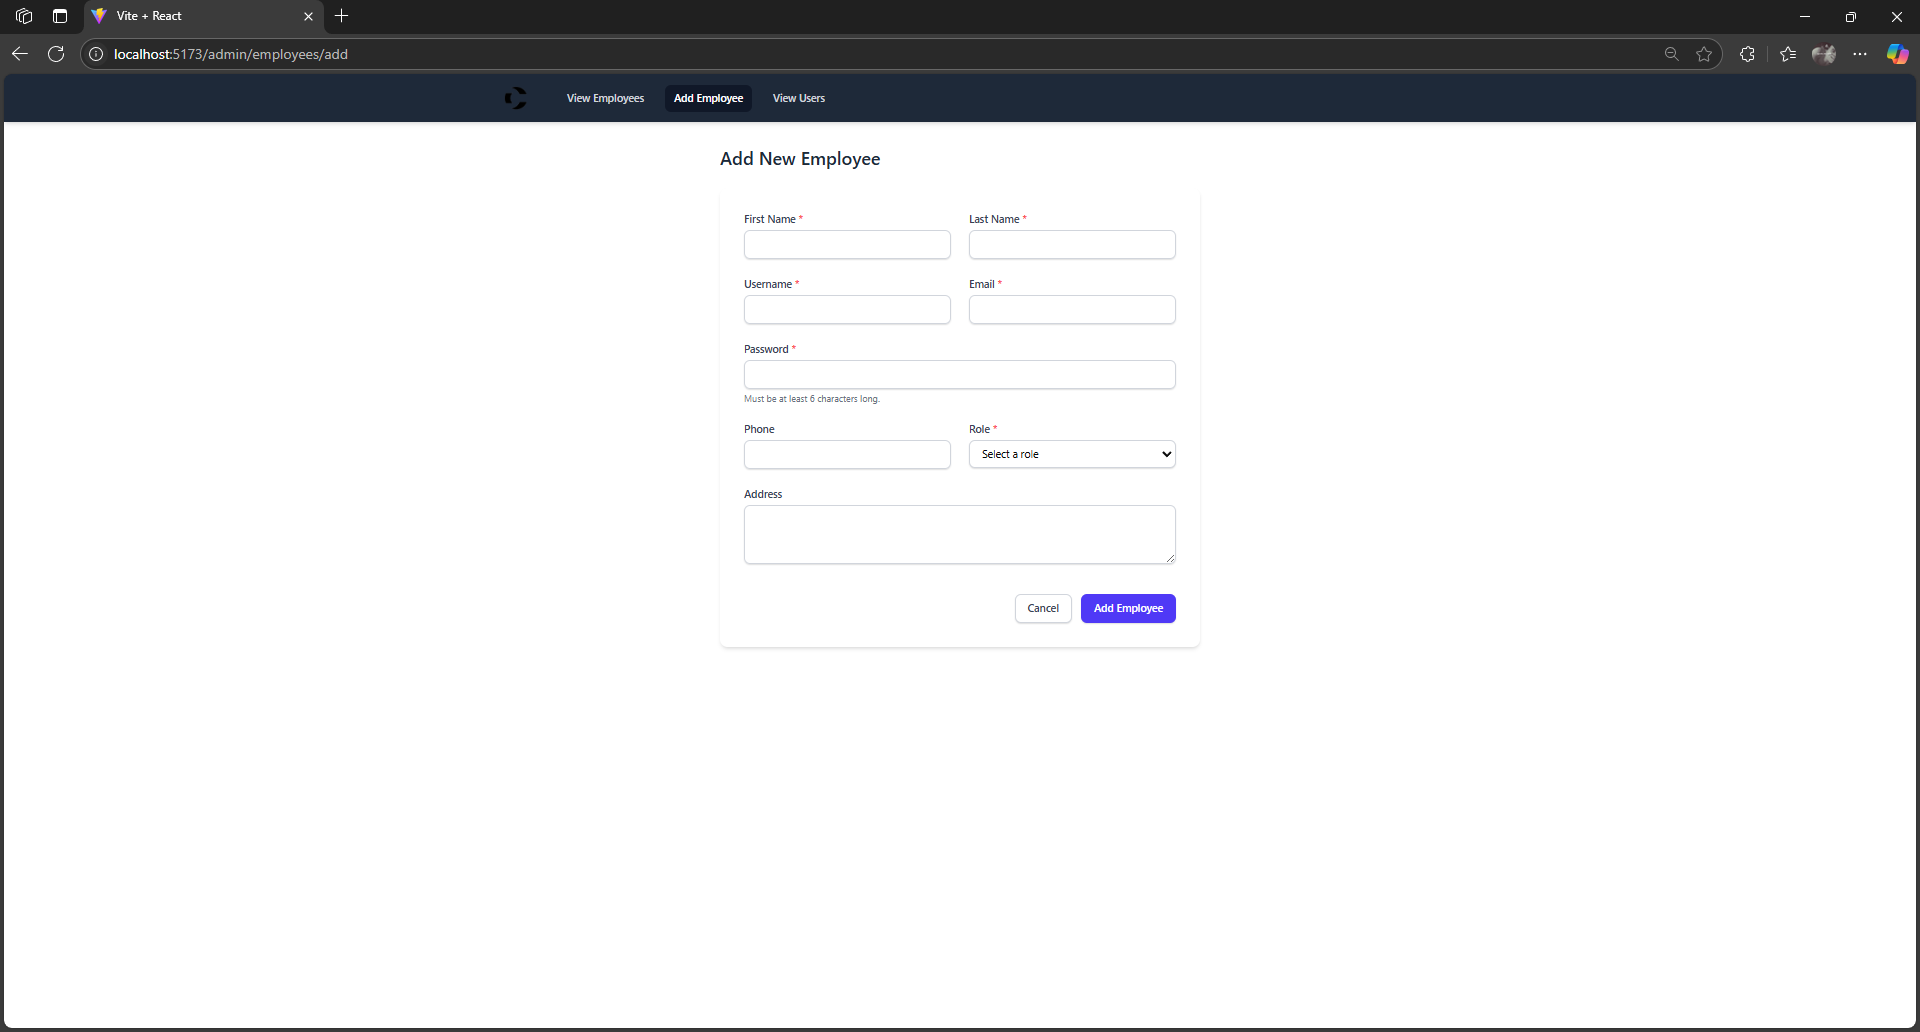 Vite + React
localhost:5173/admin/employees/add
View Employees Add Employee View Users
Add New Employee
First Name * Last Name *
Username * Email *
Password *
Must be at least 6 characters long.
Phone Role *
Select a role
Address
Cancel Add Employee